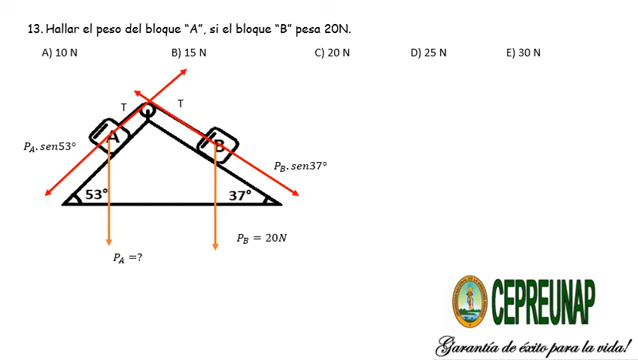 13. Hallar el peso del bloque “A”, si el bloque “B” pesa 20N.
A) 10 N B) 15 N C) 20 N D) 25 N E) 30 N
T T
A B
P_A. sen53°
P_B. sen37°
53° 37°
P_B = 20N
P_A =?
CEPREUNAP
Garantía de éxito para la vida!